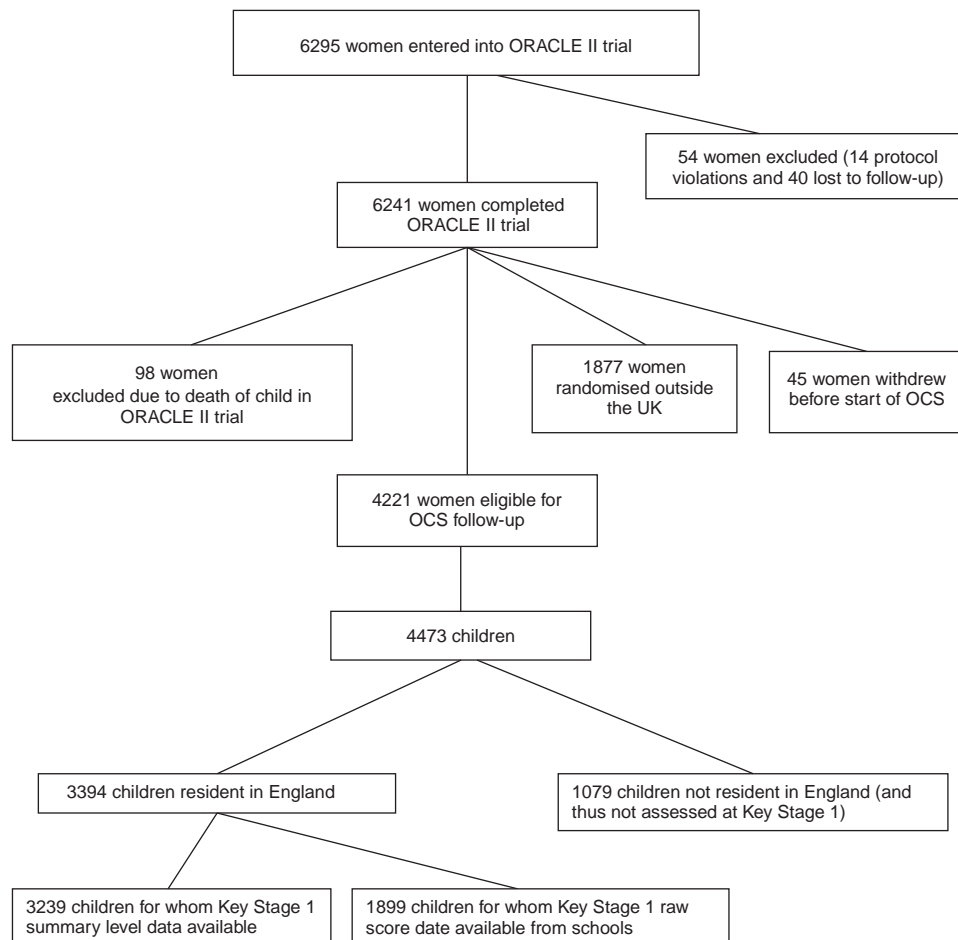 6295 women entered into ORACLE II trial
54 women excluded (14 protocol
violations and 40 lost to follow-up)
6241 women completed
ORACLE II trial
98 women
excluded due to death of child in
ORACLE II trial
1877 women
randomised outside
the UK
45 women withdrew
before start of OCS
4221 women eligible for
OCS follow-up
4473 children
3394 children resident in England
1079 children not resident in England (and
thus not assessed at Key Stage 1)
3239 children for whom Key Stage 1
summary level data available
1899 children for whom Key Stage 1 raw
score date available from schools